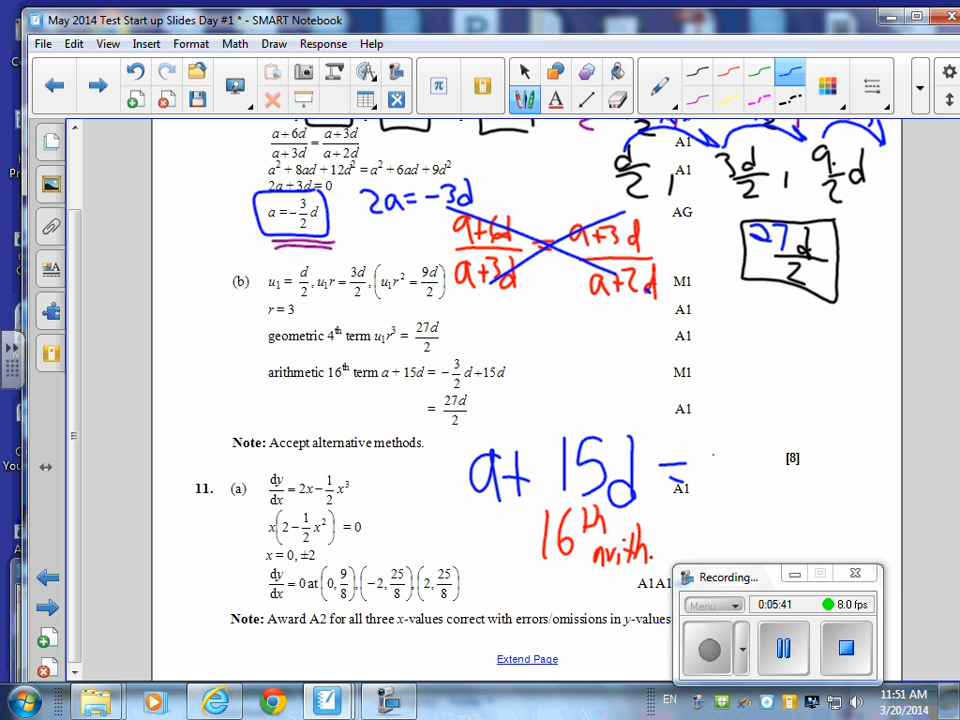 May 2014 Test Start up Slides Day #1 * - SMART Notebook
File Edit View Insert Format Math Draw Response Help
a+6d / a+3d = a+3d / a+2d A1
a² + 8ad + 12a² = a² + 6ad + 9d² A1
2a + 3d = 0
a = -3/2 d AG
2a = -3d
a+6d / a+3d = a+3d / a+2d
d/2 , 3d/2 , 9/2 d
27d/2
(b) u₁ = d/2, u₁r = 3d/2, (u₁r² = 9d/2) M1
r = 3 A1
geometric 4th term u₁r³ = 27d/2 A1
arithmetic 16th term a + 15d = -3/2 d + 15d M1
= 27d/2 A1
Note: Accept alternative methods.
[8]
a + 15d =
16th arith.
11. (a) dy/dx = 2x - 1/2 x³ A1
x(2 - 1/2 x²) = 0
x = 0, ±2
dy/dx = 0 at (0, 9/8), (-2, 25/8), (2, 25/8) A1A1
Note: Award A2 for all three x-values correct with errors/omissions in y-values
Extend Page
Recording...
Menu
0:05:41
8.0 fps
EN
11:51 AM
3/20/2014